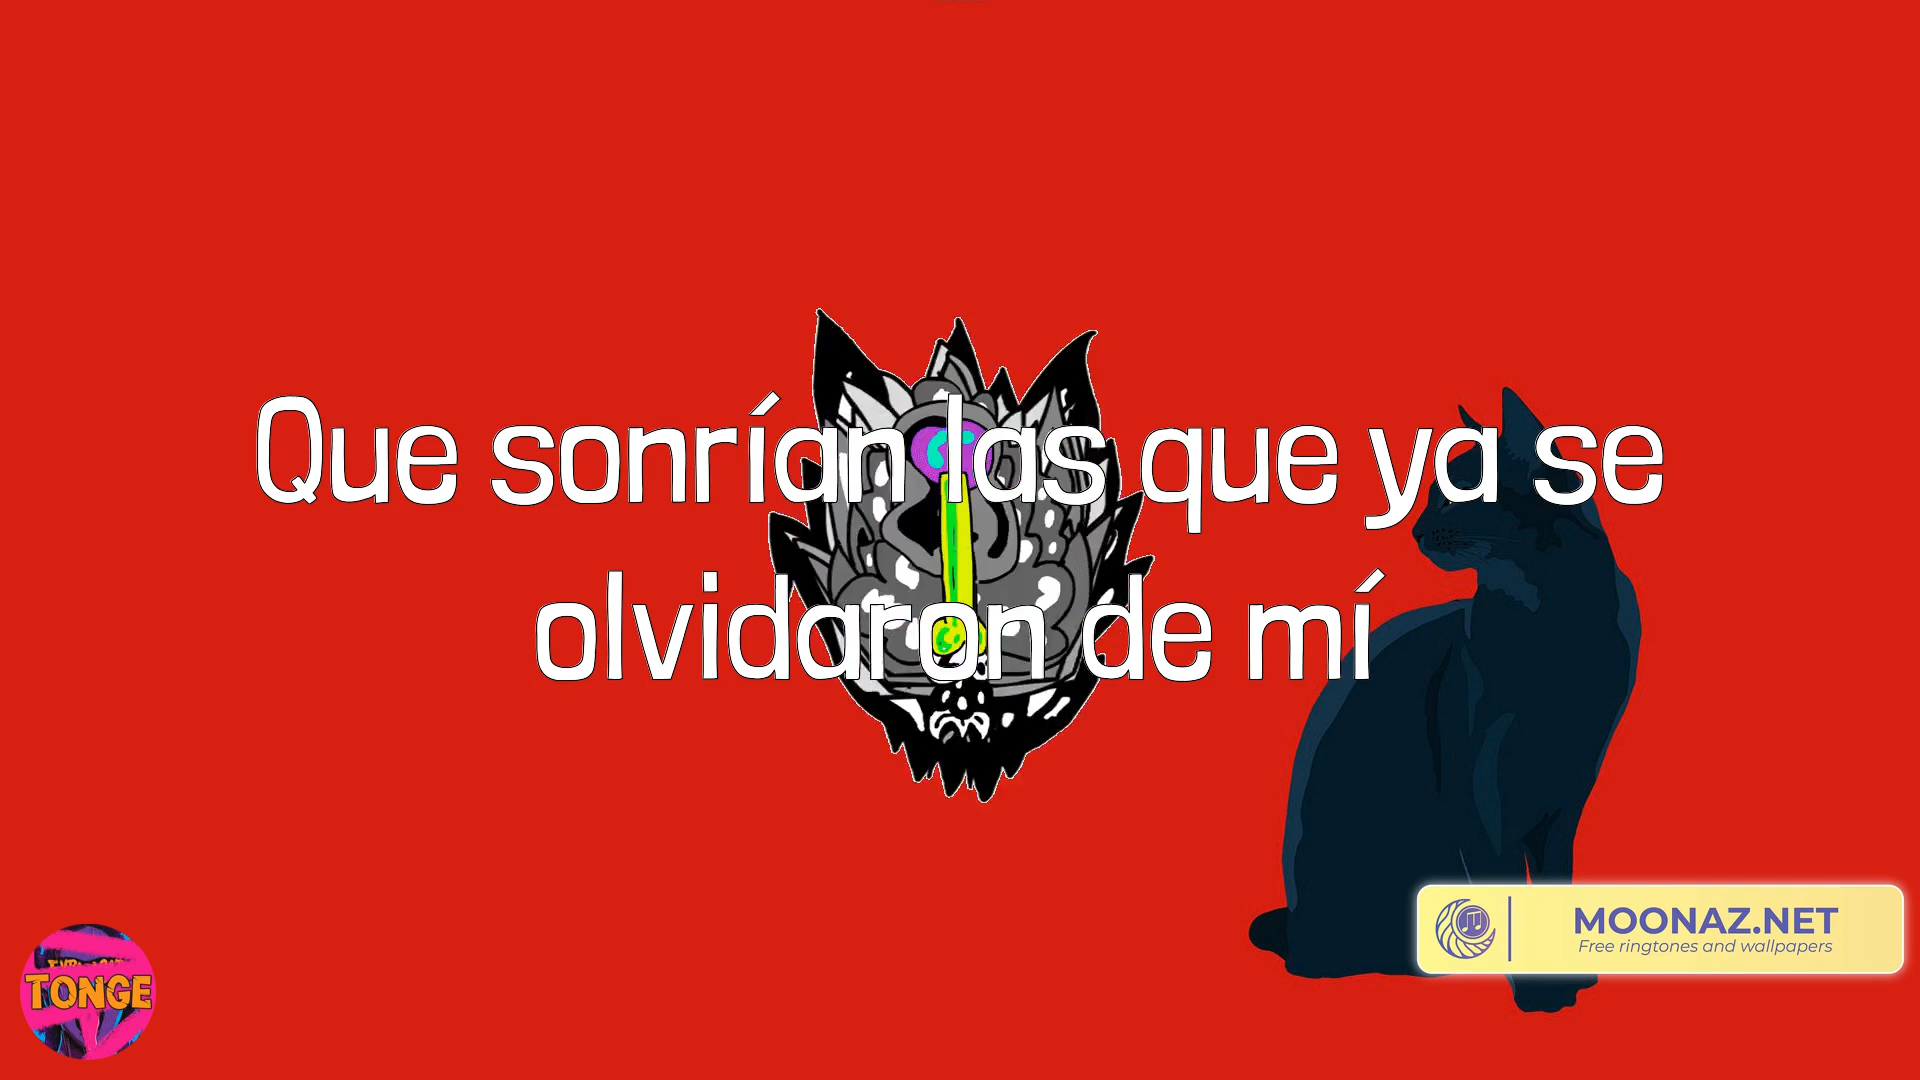 Que sonrían las que ya se
olvidaron de mí
MOONAZ.NET
Free ringtones and wallpapers
TONGE